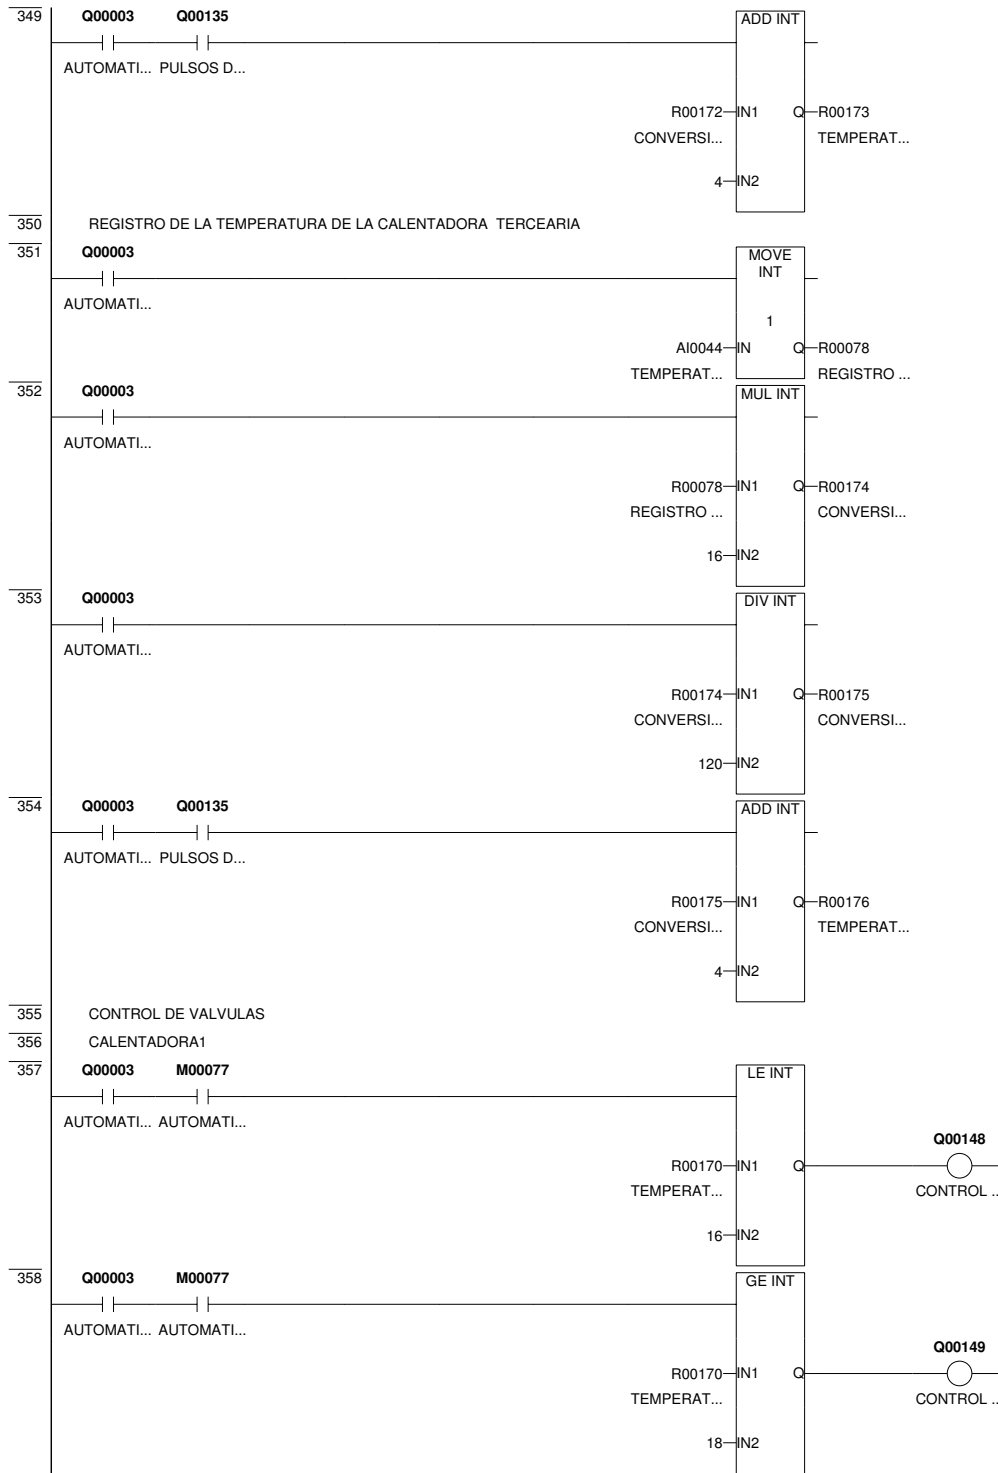 349 Q00003 Q00135 ADD INT
AUTOMATI... PULSOS D...
R00172 IN1 Q R00173
CONVERSI... TEMPERAT...
4 IN2
350 REGISTRO DE LA TEMPERATURA DE LA CALENTADORA TERCEARIA
351 Q00003 MOVE
INT
AUTOMATI...
1
AI0044 IN Q R00078
TEMPERAT... REGISTRO ...
352 Q00003 MUL INT
AUTOMATI...
R00078 IN1 Q R00174
REGISTRO ... CONVERSI...
16 IN2
353 Q00003 DIV INT
AUTOMATI...
R00174 IN1 Q R00175
CONVERSI... CONVERSI...
120 IN2
354 Q00003 Q00135 ADD INT
AUTOMATI... PULSOS D...
R00175 IN1 Q R00176
CONVERSI... TEMPERAT...
4 IN2
355 CONTROL DE VALVULAS
356 CALENTADORA1
357 Q00003 M00077 LE INT
AUTOMATI... AUTOMATI...
Q00148
R00170 IN1 Q
TEMPERAT... CONTROL ..
16 IN2
358 Q00003 M00077 GE INT
AUTOMATI... AUTOMATI...
Q00149
R00170 IN1 Q
TEMPERAT... CONTROL ..
18 IN2